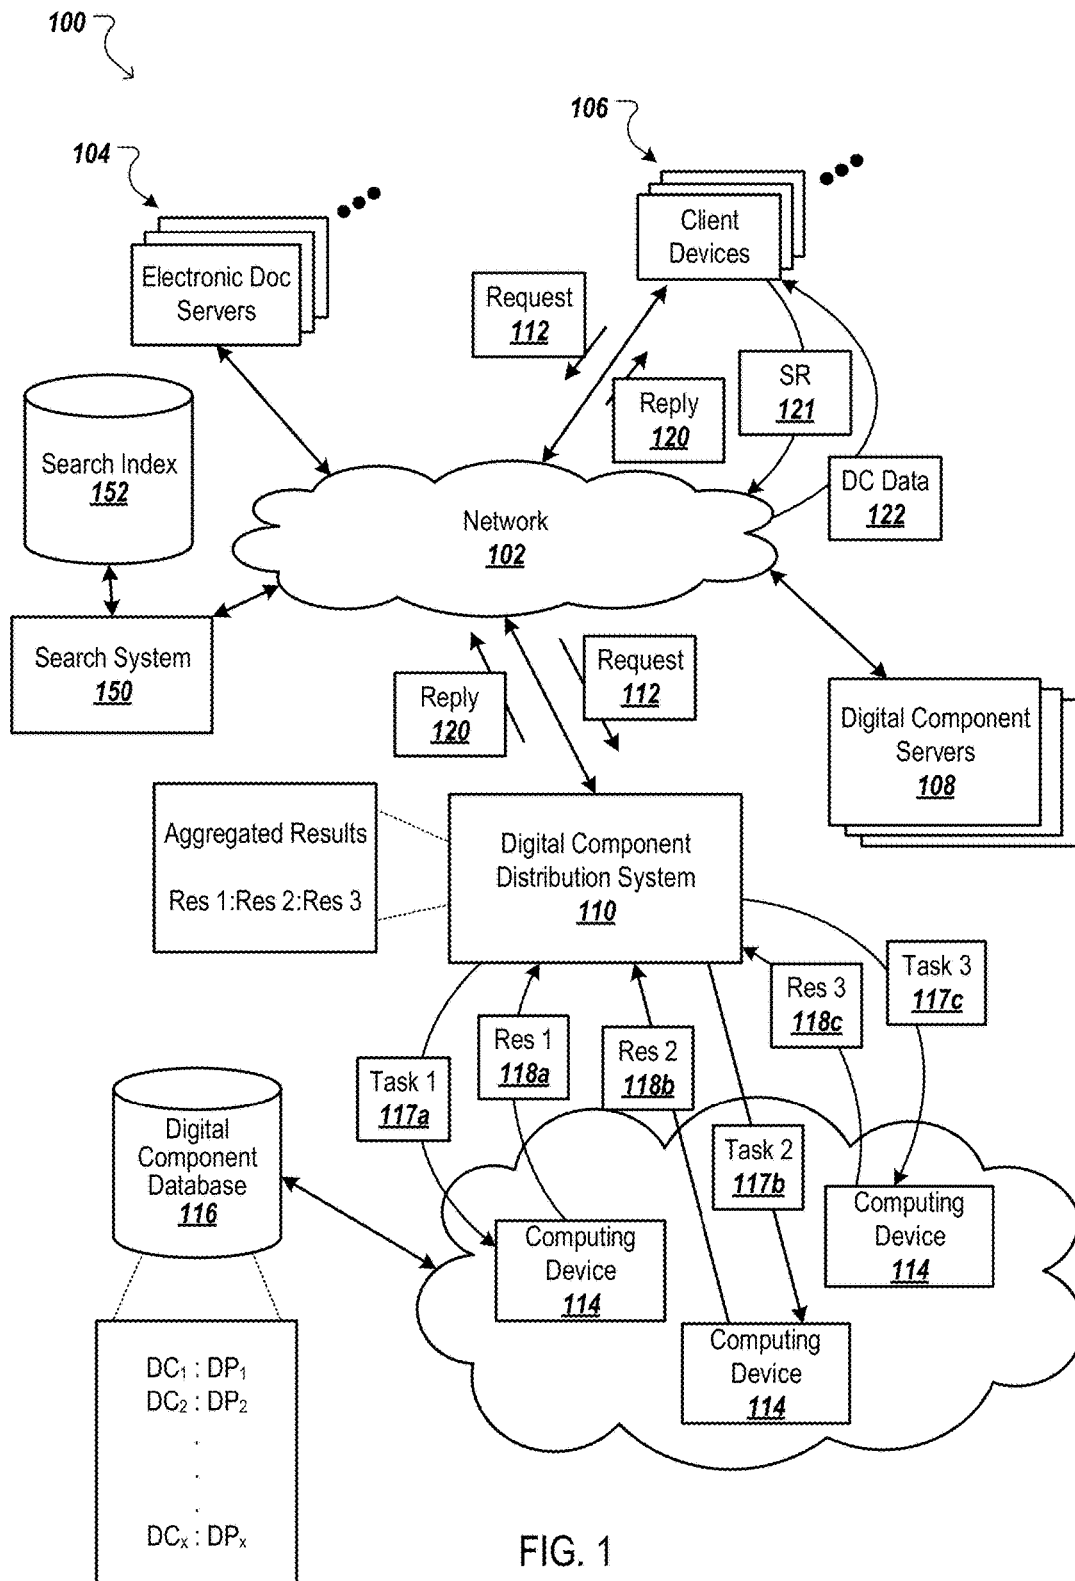 100
106
104
Client
Devices
Electronic Doc
Servers
Request
112
SR
121
Reply
120
Search Index
152
DC Data
122
Network
102
Search System
150
Request
112
Reply
120
Digital Component
Servers
108
Aggregated Results
Res 1:Res 2:Res 3
Digital Component
Distribution System
110
Task 3
117c
Res 3
118c
Res 1
118a
Res 2
118b
Task 1
117a
Digital
Component
Database
116
Task 2
117b
Computing
Device
114
Computing
Device
114
Computing
Device
114
DC₁ : DP₁
DC₂ : DP₂
.
.
.
DCₓ : DPₓ
FIG. 1